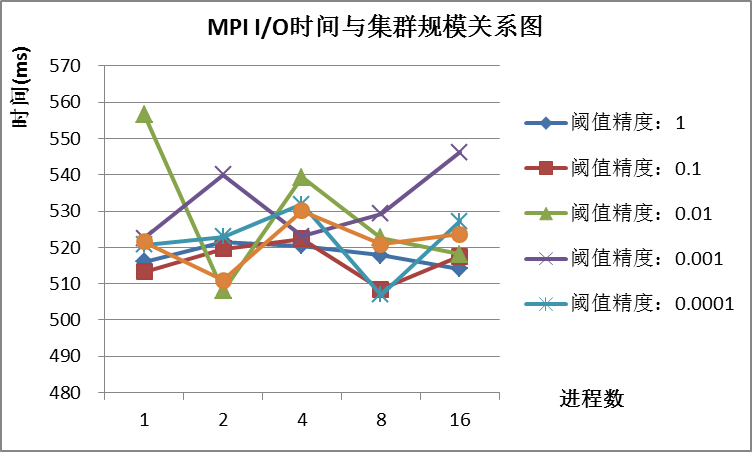 MPI I/O时间与集群规模关系图
时间(ms)
570
560
550
540
530
520
510
500
490
480
1 2 4 8 16
进程数
阈值精度：1
阈值精度：0.1
阈值精度：0.01
阈值精度：0.001
阈值精度：0.0001